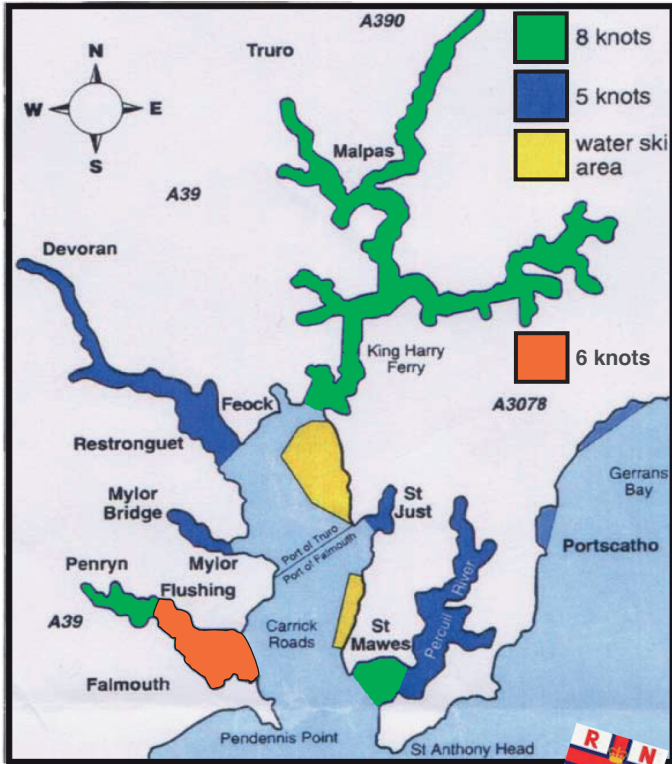 A390
8 knots
Truro
N
5 knots
W
E
S
Malpas
water ski
area
A39
Devoran
King Harry
Ferry
6 knots
Feock
A3078
Restronguet
Gerrans
Bay
Mylor
Bridge
St
Just
Port of Truro
Port of Falmouth
Portscatho
Penryn
Mylor
Flushing
Percuil River
A39
Carrick
Roads
St
Mawes
Falmouth
Pendennis Point
St Anthony Head
R N